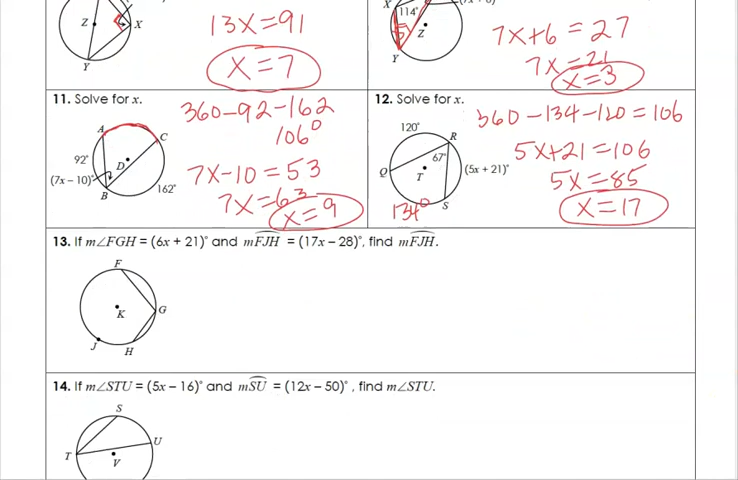 Z
X
Y
13x = 91
x = 7
X
114°
Z
Y
7x + 6 = 27
7x = 21
x = 3
11. Solve for x.
360 - 92 - 162
106°
A
C
92°
D
(7x – 10)°
B
162°
7x - 10 = 53
7x = 63
x = 9
12. Solve for x.
360 - 134 - 120 = 106
120°
R
67°
Q
T
(5x + 21)°
S
134°
5x + 21 = 106
5x = 85
x = 17
13. If m∠FGH = (6x + 21)° and mFJH = (17x – 28)°, find mFJH.
F
K
G
J
H
14. If m∠STU = (5x – 16)° and mSU = (12x – 50)° , find m∠STU.
S
U
T
V